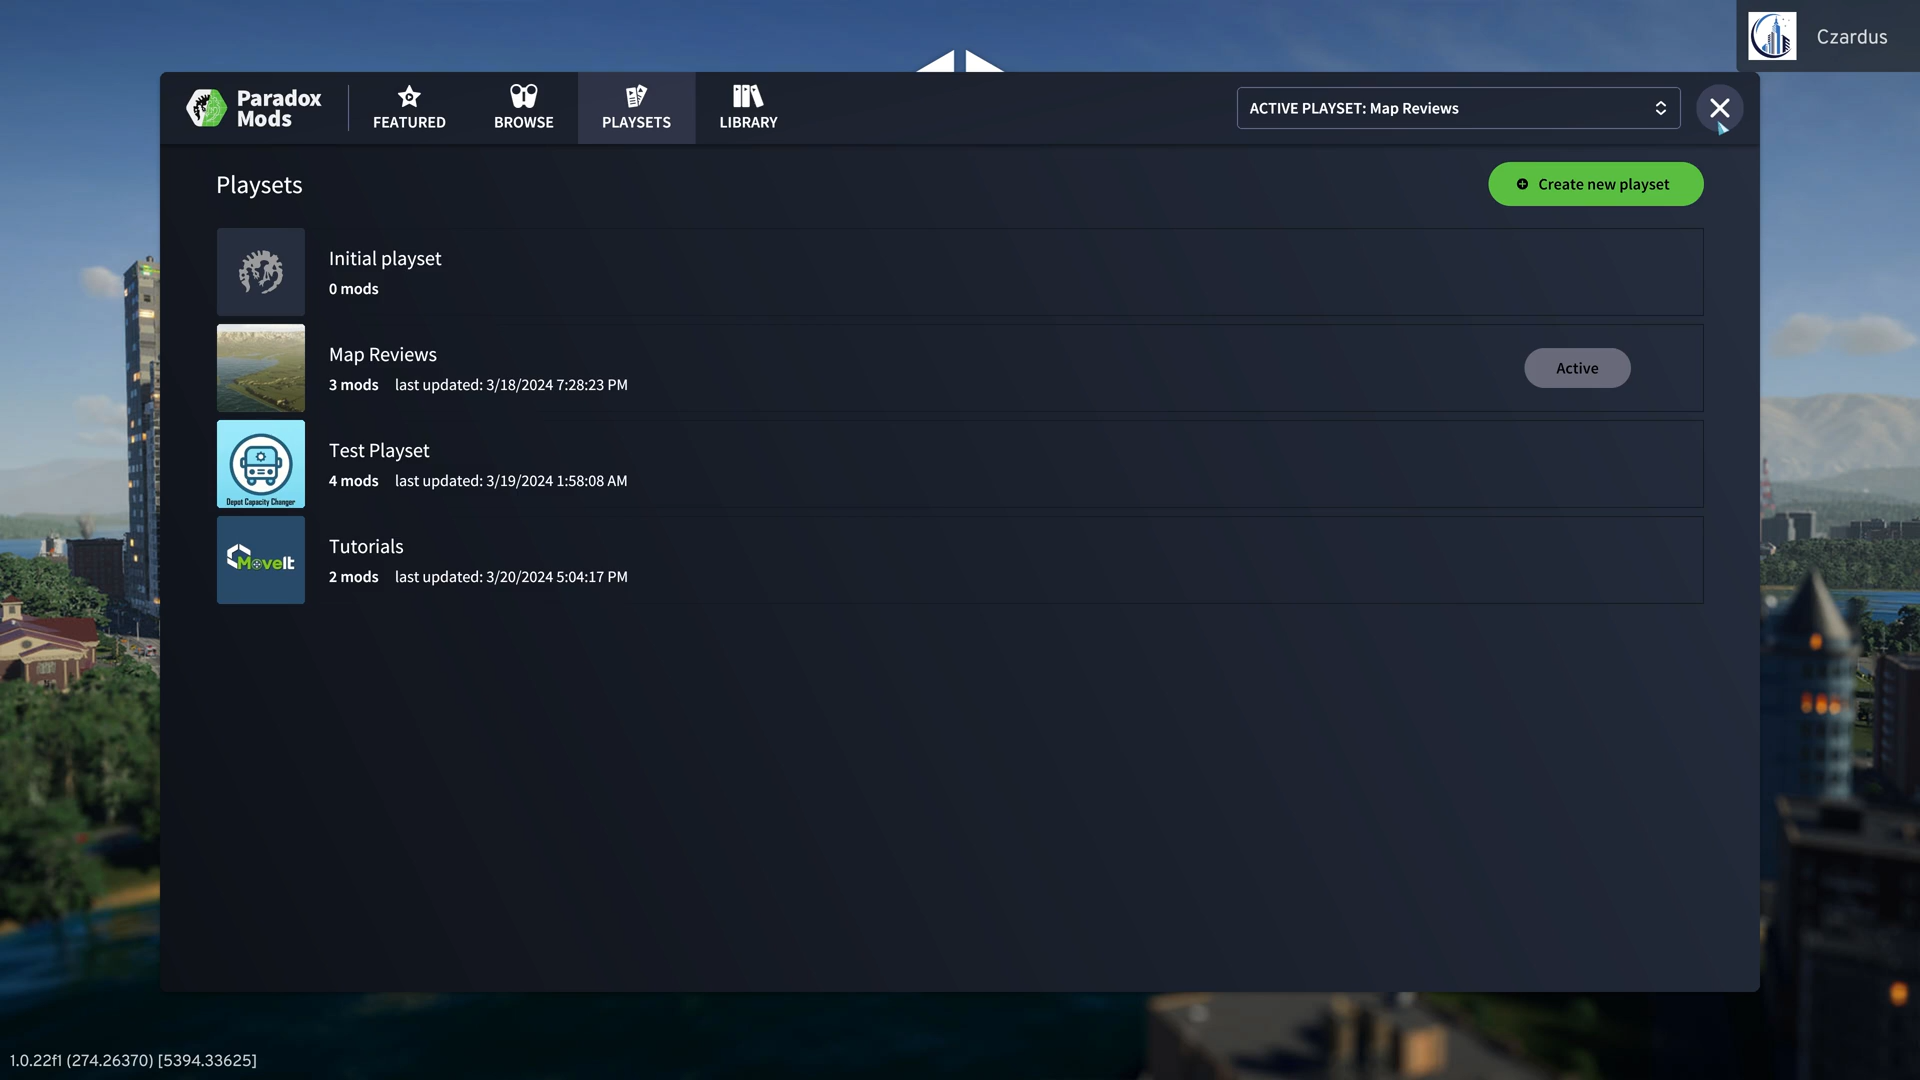 Czardus
Paradox
Mods
FEATURED
BROWSE
PLAYSETS
LIBRARY
ACTIVE PLAYSET: Map Reviews
Playsets
Create new playset
Initial playset
0 mods
Map Reviews
3 mods last updated: 3/18/2024 7:28:23 PM
Active
Test Playset
4 mods last updated: 3/19/2024 1:58:08 AM
Depot Capacity Changer
Tutorials
2 mods last updated: 3/20/2024 5:04:17 PM
MoveIt
1.0.22f1 (274.26370) [5394.33625]